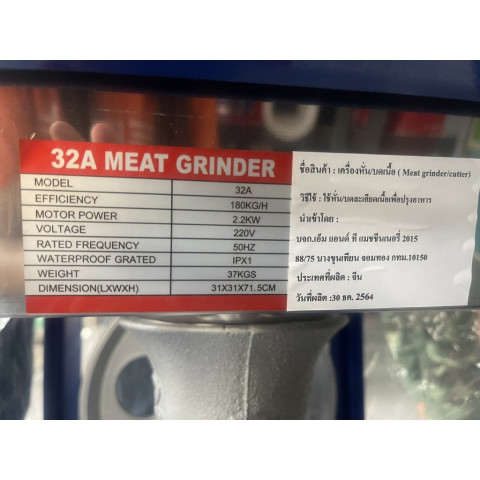 32A MEAT GRINDER
MODEL 32A
EFFICIENCY 180KG/H
MOTOR POWER 2.2KW
VOLTAGE 220V
RATED FREQUENCY 50HZ
WATERPROOF GRATED IPX1
WEIGHT 37KGS
DIMENSION(LXWXH) 31X31X71.5CM
ชื่อสินค้า : เครื่องหั่น/บดเนื้อ ( Meat grinder/cutter)
วิธีใช้ : ใช้หั่น/บดละเอียดเนื้อเพื่อปรุงอาหาร
นำเข้าโดย :
บจก.เอ็ม แอนด์ ที แมชชีนเนอรี่ 2015
88/75 บางขุนเทียน จอมทอง กทม.10150
ประเทศที่ผลิต : จีน
วันที่ผลิต :30 ธค. 2564